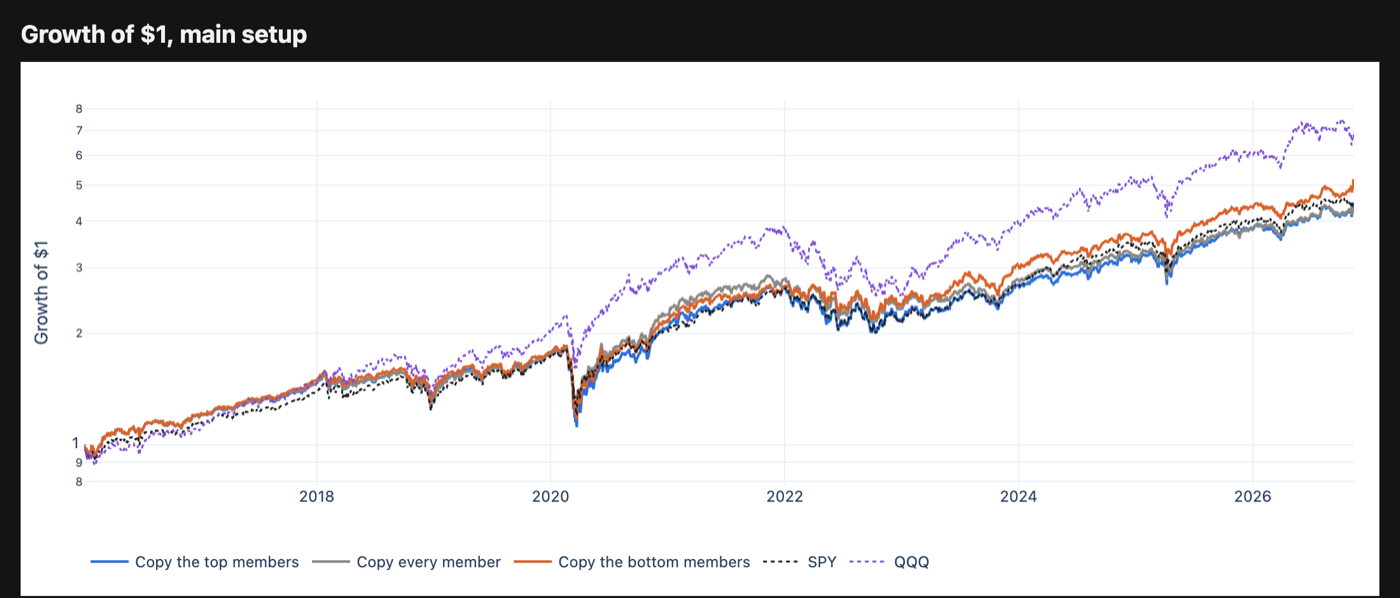 Growth of $1, main setup
8
7
6
5
4
3
2
1
9
8
Growth of $1
2018 2020 2022 2024 2026
Copy the top members Copy every member Copy the bottom members SPY QQQ